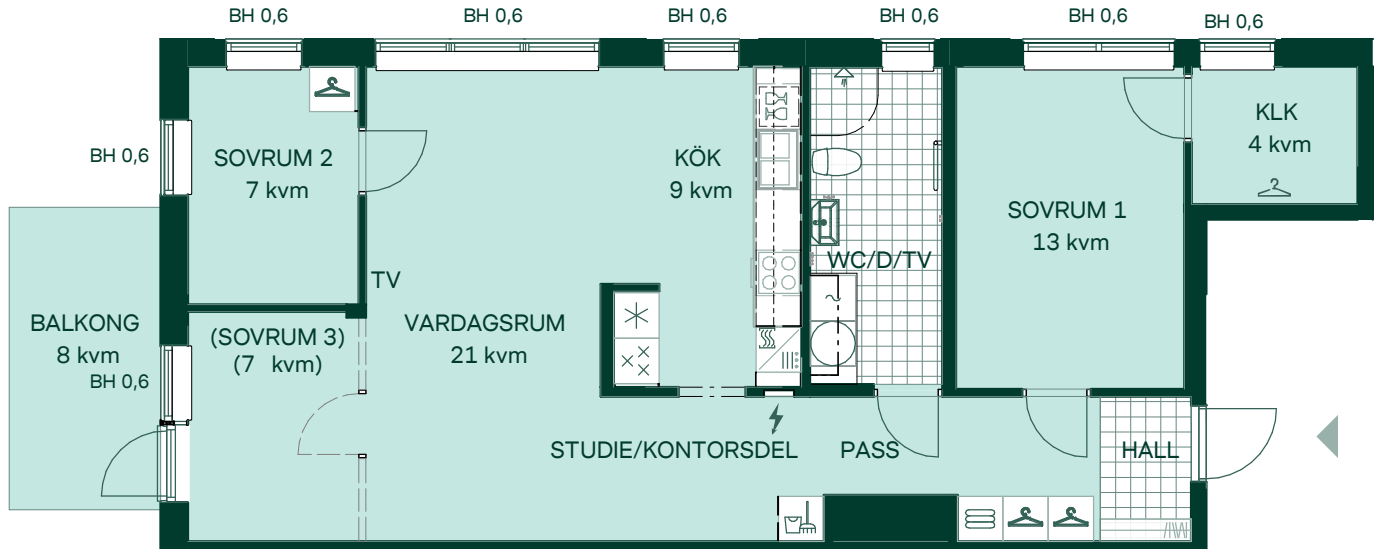 BH 0,6
BH 0,6
BH 0,6
BH 0,6
BH 0,6
BH 0,6
BH 0,6
SOVRUM 2
7 kvm
KÖK
9 kvm
KLK
4 kvm
SOVRUM 1
13 kvm
WC/D/TV
TV
BALKONG
8 kvm
BH 0,6
(SOVRUM 3)
(7 kvm)
VARDAGSRUM
21 kvm
STUDIE/KONTORSDEL
PASS
HALL